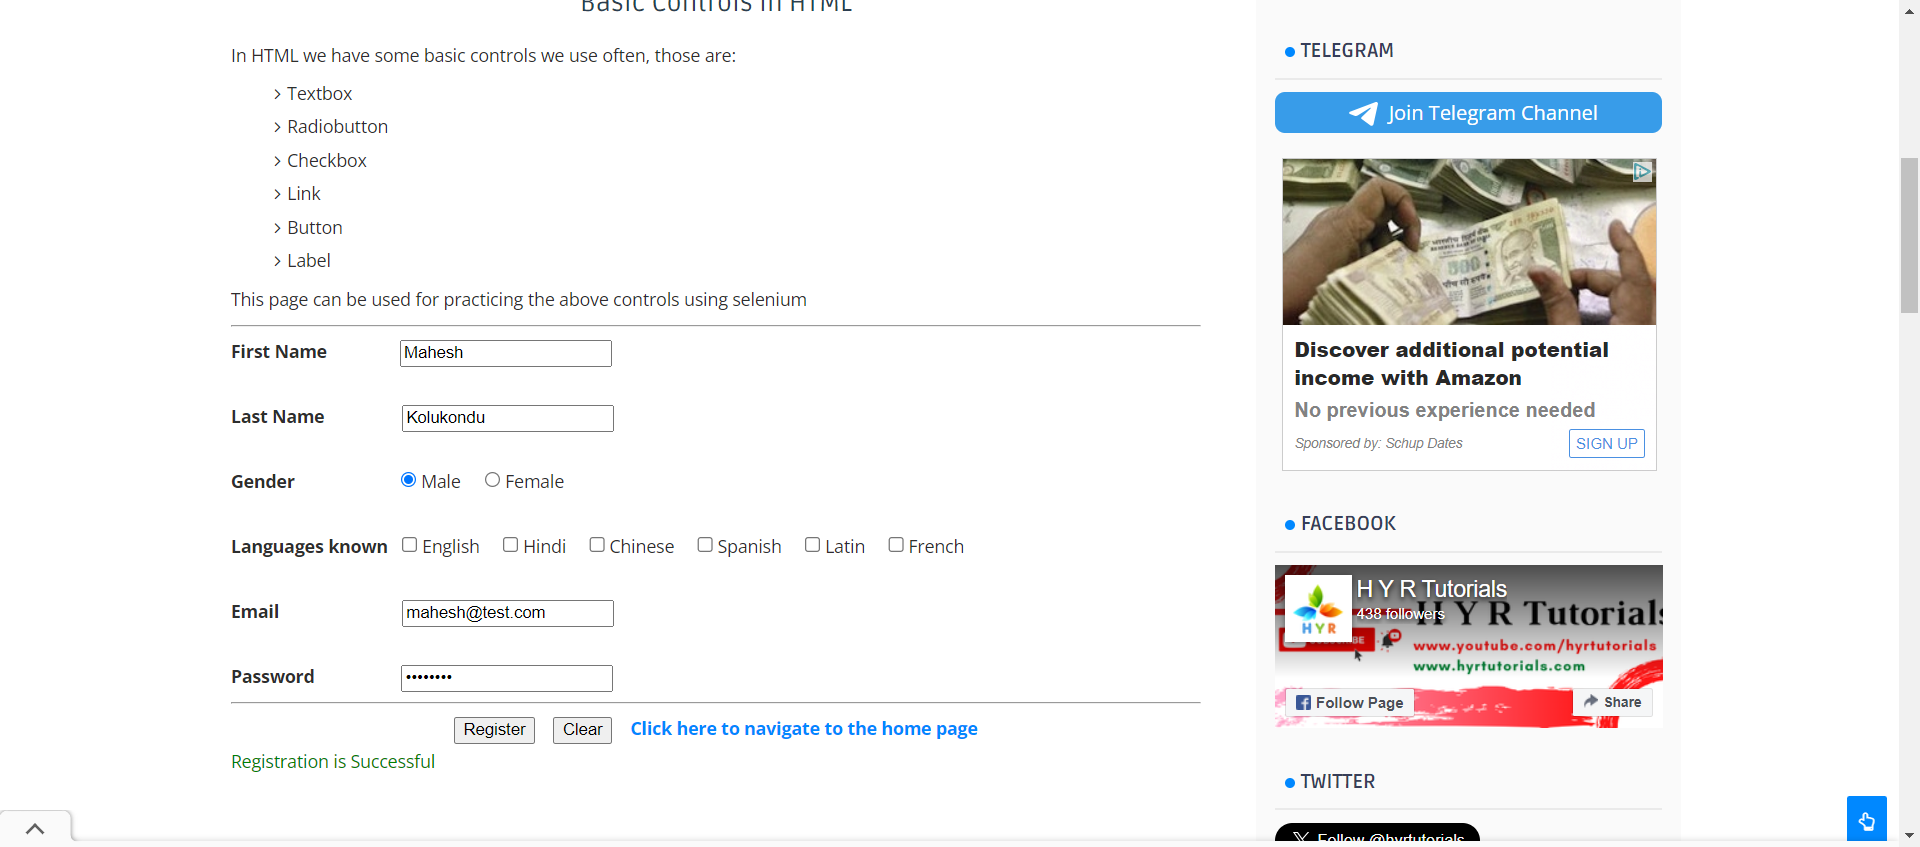 Basic Controls in HTML
In HTML we have some basic controls we use often, those are:
Textbox
Radiobutton
Checkbox
Link
Button
Label
This page can be used for practicing the above controls using selenium
First Name Mahesh
Last Name Kolukondu
Gender Male Female
Languages known English Hindi Chinese Spanish Latin French
Email mahesh@test.com
Password ••••••••
Register Clear Click here to navigate to the home page
Registration is Successful
TELEGRAM
Join Telegram Channel
500
Discover additional potential
income with Amazon
No previous experience needed
Sponsored by: Schup Dates SIGN UP
FACEBOOK
H Y R Tutorials
438 followers
HYR
H Y R Tutorials
www.youtube.com/hyrtutorials
www.hyrtutorials.com
Follow Page Share
TWITTER
Follow @hyrtutorials